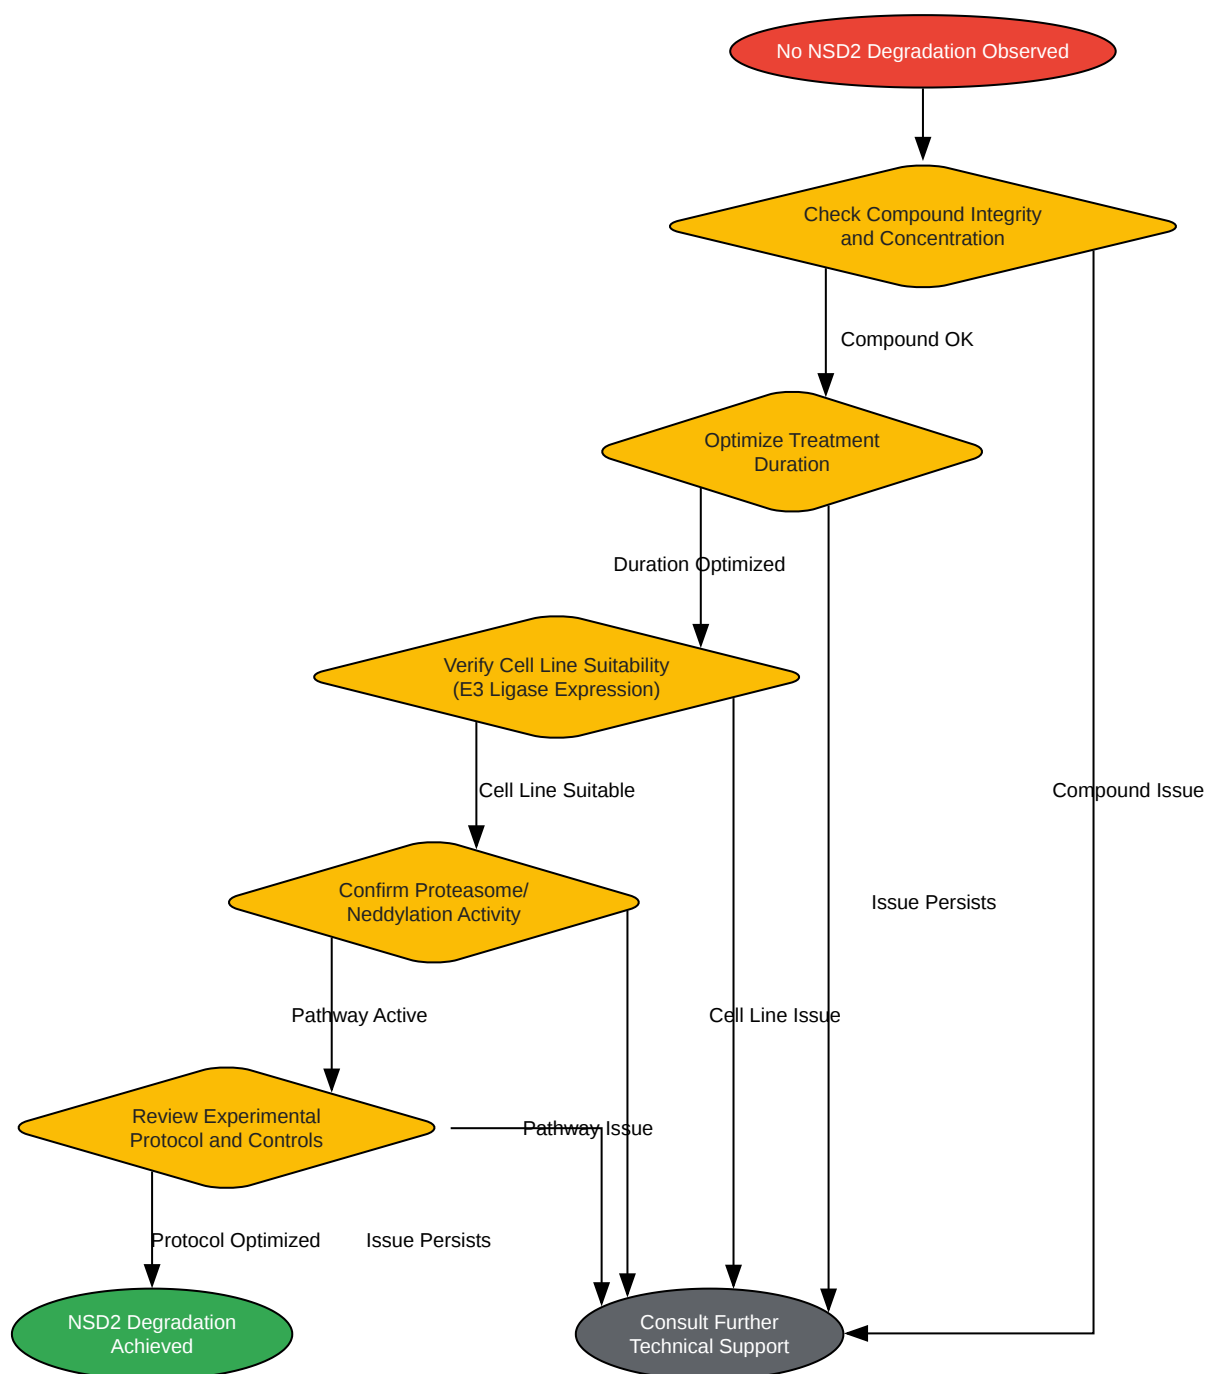 No NSD2 Degradation Observed
Check Compound Integrity
and Concentration
Compound OK
Optimize Treatment
Duration
Duration Optimized
Verify Cell Line Suitability
(E3 Ligase Expression)
Cell Line Suitable
Compound Issue
Confirm Proteasome/
Neddylation Activity
Issue Persists
Pathway Active
Cell Line Issue
Review Experimental
Protocol and Controls
Pathway Issue
Protocol Optimized
Issue Persists
NSD2 Degradation
Achieved
Consult Further
Technical Support